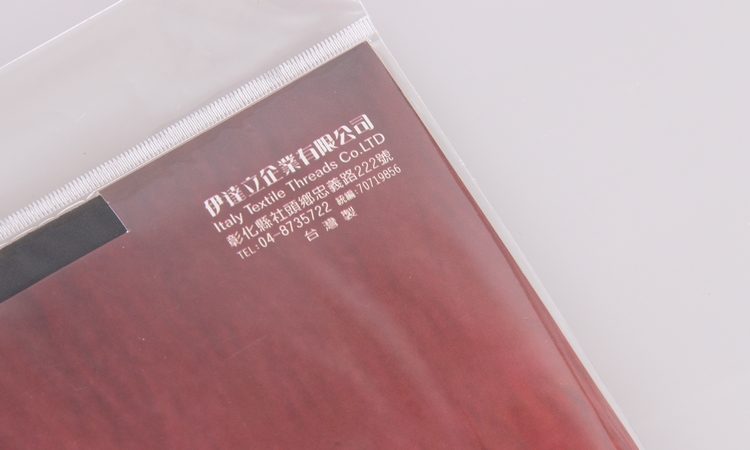 伊達立企業有限公司
Italy Textile Threads Co.LTD
彰化縣社頭鄉忠義路222號
TEL:04-8735722 統編:70719856
台灣製